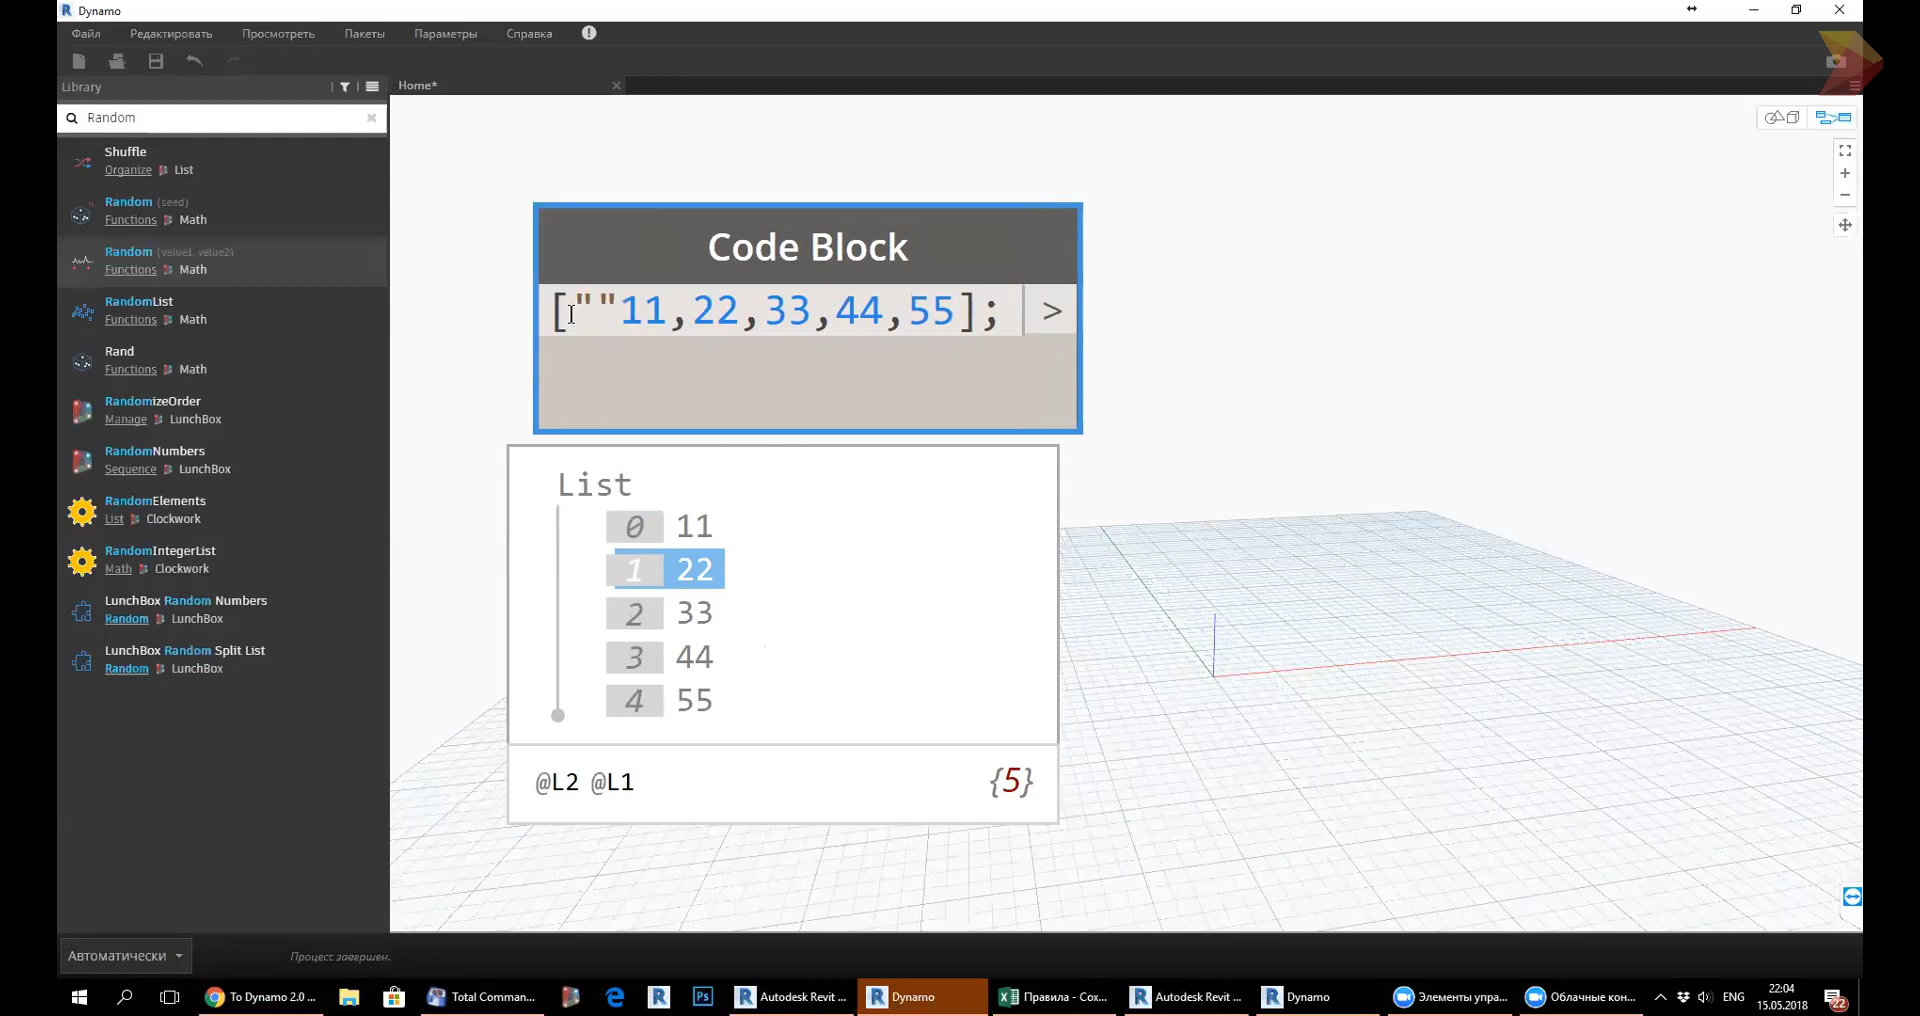 Dynamo
Файл Редактировать Просмотреть Пакеты Параметры Справка
Library
Home*
Random
Shuffle
Organize List
Random (seed)
Functions Math
Random (value1, value2)
Functions Math
RandomList
Functions Math
Rand
Functions Math
RandomizeOrder
Manage LunchBox
RandomNumbers
Sequence LunchBox
RandomElements
List Clockwork
RandomIntegerList
Math Clockwork
LunchBox Random Numbers
Random LunchBox
LunchBox Random Split List
Random LunchBox
Code Block
[""11,22,33,44,55]; >
List
0 11
1 22
2 33
3 44
4 55
@L2 @L1 {5}
Автоматически
Процесс завершен.
To Dynamo 2.0 ...
Total Comman...
Autodesk Revit ...
Dynamo
Правила - Cox...
Autodesk Revit ...
Dynamo
Элементы упра...
Облачные кон...
ENG
22:04
15.05.2018
22